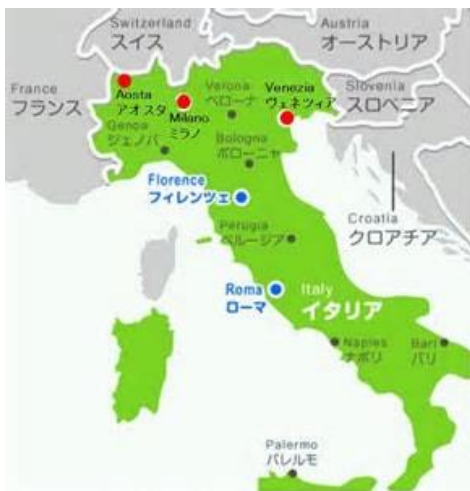 Switzerland
スイス
Austria
オーストリア
France
フランス
Slovenia
スロベニア
Aosta
アオスタ
Milano
ミラノ
Verona
ベローナ
Venezia
ヴェネツィア
Genoa
ジェノバ
Bologna
ボローニャ
Florence
フィレンツェ
Croatia
クロアチア
Perugia
ペルージア
Roma
ローマ
Italy
イタリア
Naples
ナポリ
Bari
バリ
Palermo
パレルモ